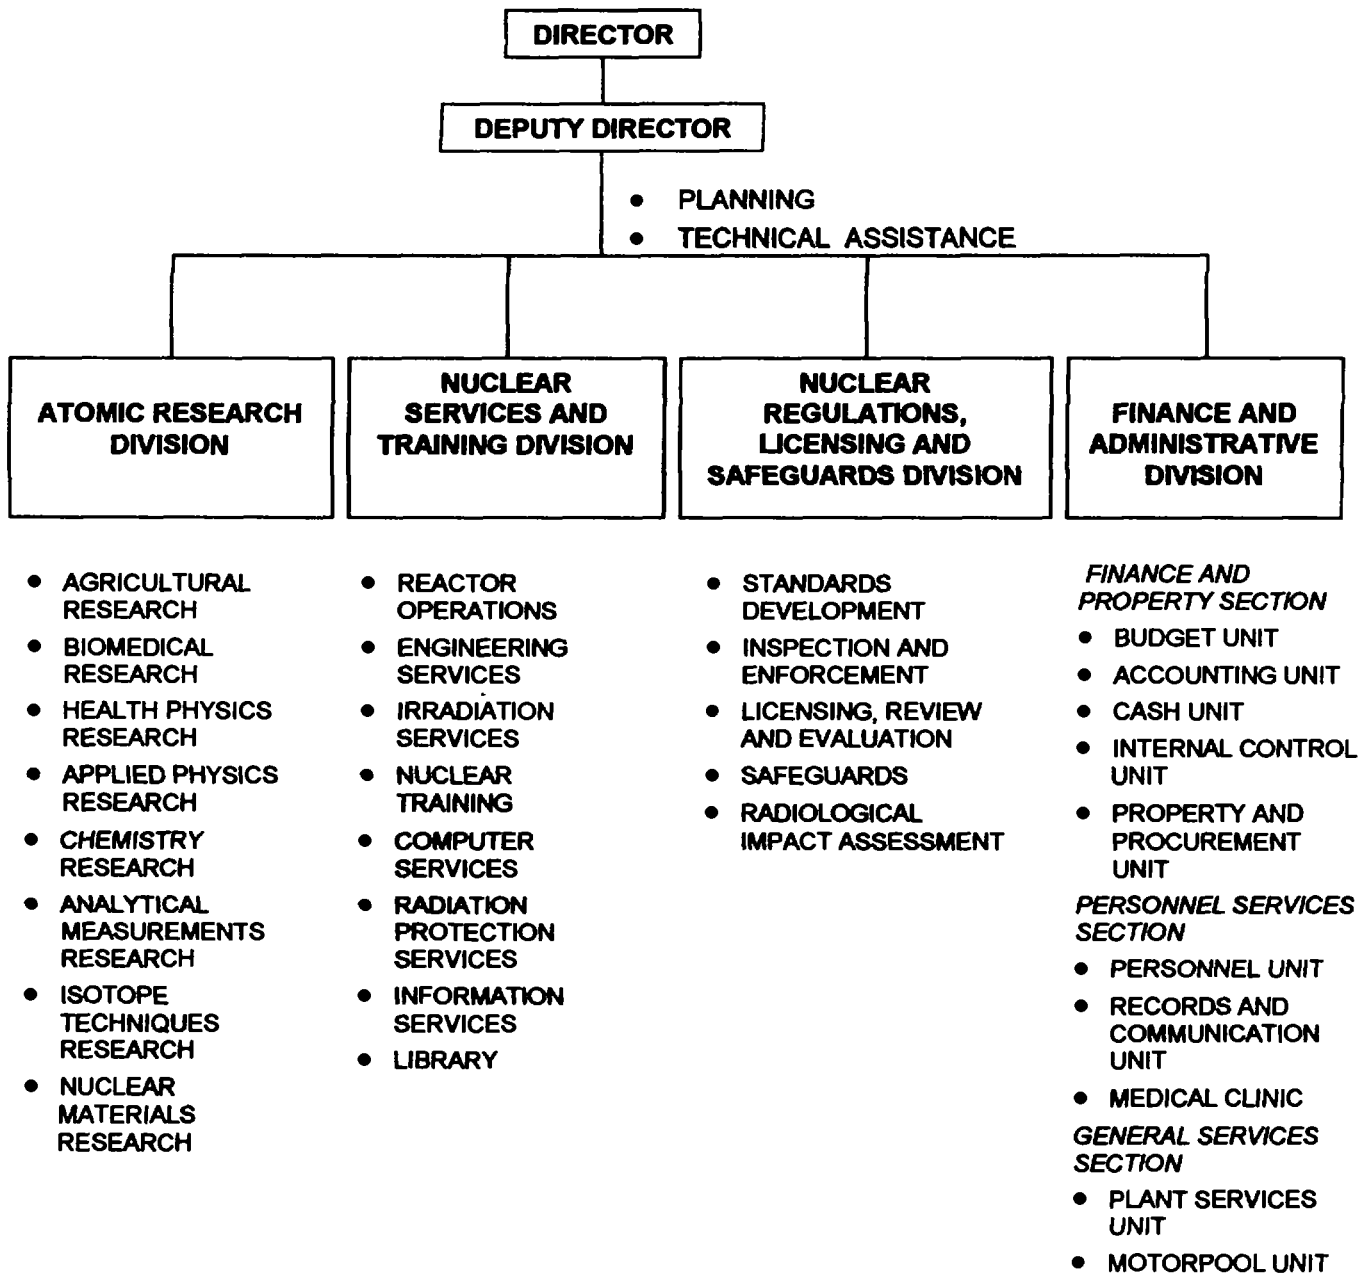 DIRECTOR
DEPUTY DIRECTOR
● PLANNING
● TECHNICAL ASSISTANCE
ATOMIC RESEARCH
DIVISION
NUCLEAR
SERVICES AND
TRAINING DIVISION
NUCLEAR
REGULATIONS,
LICENSING AND
SAFEGUARDS DIVISION
FINANCE AND
ADMINISTRATIVE
DIVISION
● AGRICULTURAL
RESEARCH
● BIOMEDICAL
RESEARCH
● HEALTH PHYSICS
RESEARCH
● APPLIED PHYSICS
RESEARCH
● CHEMISTRY
RESEARCH
● ANALYTICAL
MEASUREMENTS
RESEARCH
● ISOTOPE
TECHNIQUES
RESEARCH
● NUCLEAR
MATERIALS
RESEARCH
● REACTOR
OPERATIONS
● ENGINEERING
SERVICES
● IRRADIATION
SERVICES
● NUCLEAR
TRAINING
● COMPUTER
SERVICES
● RADIATION
PROTECTION
SERVICES
● INFORMATION
SERVICES
● LIBRARY
● STANDARDS
DEVELOPMENT
● INSPECTION AND
ENFORCEMENT
● LICENSING, REVIEW
AND EVALUATION
● SAFEGUARDS
● RADIOLOGICAL
IMPACT ASSESSMENT
FINANCE AND
PROPERTY SECTION
● BUDGET UNIT
● ACCOUNTING UNIT
● CASH UNIT
● INTERNAL CONTROL
UNIT
● PROPERTY AND
PROCUREMENT
UNIT
PERSONNEL SERVICES
SECTION
● PERSONNEL UNIT
● RECORDS AND
COMMUNICATION
UNIT
● MEDICAL CLINIC
GENERAL SERVICES
SECTION
● PLANT SERVICES
UNIT
● MOTORPOOL UNIT